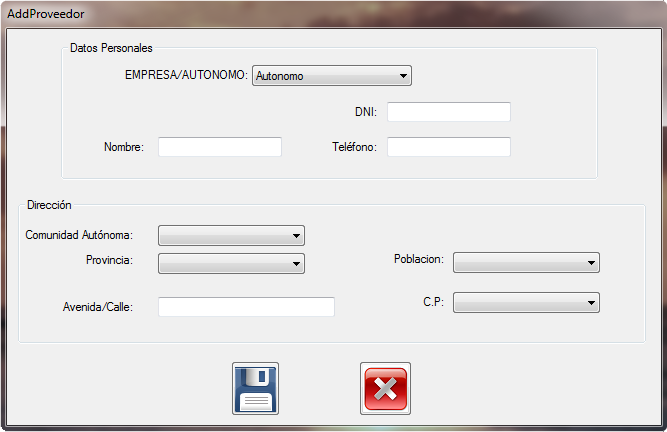 AddProveedor
Datos Personales
EMPRESA/AUTONOMO: Autonomo
DNI:
Nombre: Teléfono:
Dirección
Comunidad Autónoma:
Provincia: Poblacion:
Avenida/Calle: C.P: